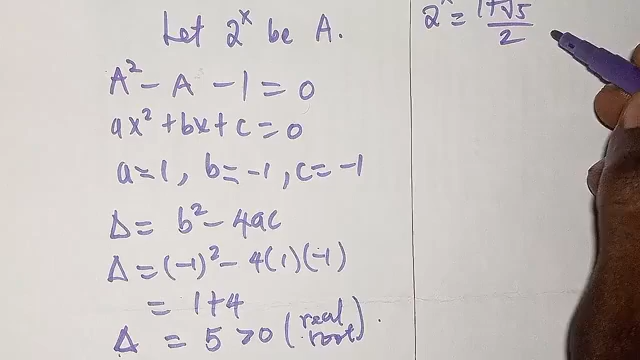 Let 2^x be A.
A² - A - 1 = 0
ax² + bx + c = 0
a = 1, b = -1, c = -1
Δ = b² - 4ac
Δ = (-1)² - 4(1)(-1)
= 1 + 4
Δ = 5 > 0 (real root).
2^x = (1 + √5)/2